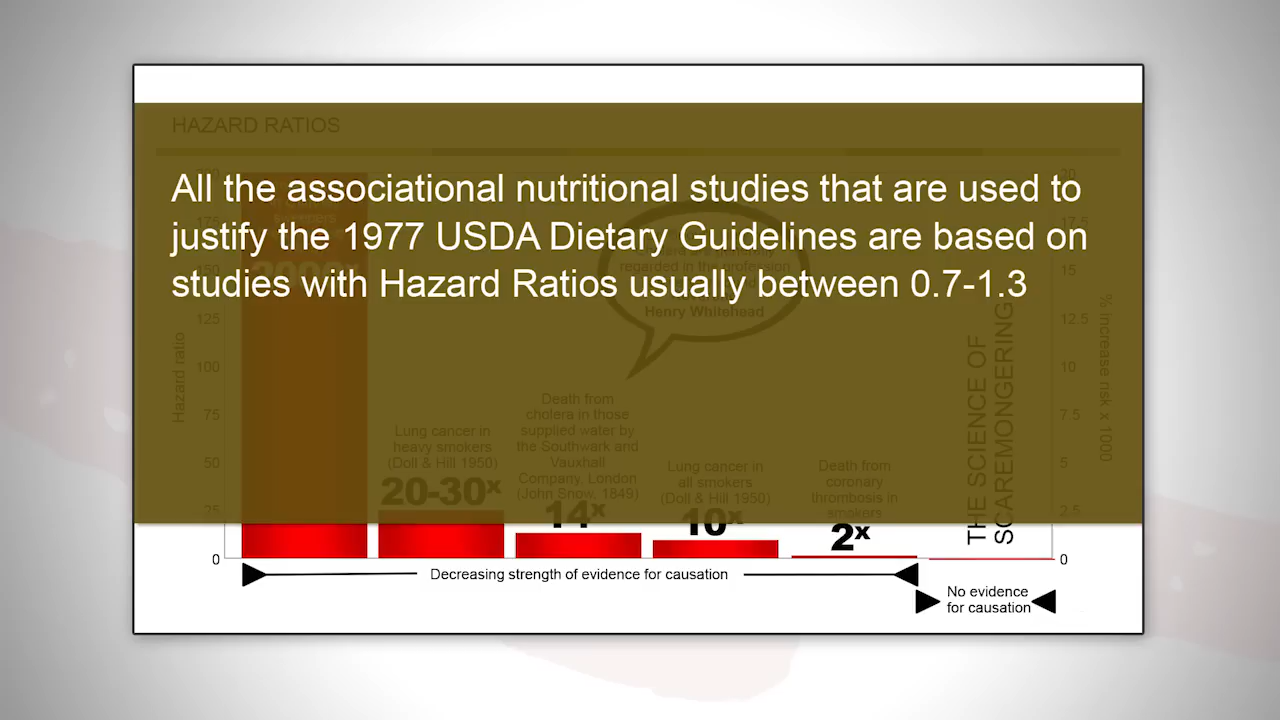 HAZARD RATIOS
All the associational nutritional studies that are used to
justify the 1977 USDA Dietary Guidelines are based on
studies with Hazard Ratios usually between 0.7-1.3
Henry Whitehead
Hazard ratio
175
150
125
100
75
50
25
0
Lung cancer in
heavy smokers
(Doll & Hill 1950)
20-30x
Death from
cholera in those
supplied water by
the Southwark and
Vauxhall
Company, London
(John Snow, 1849)
14x
Lung cancer in
all smokers
(Doll & Hill 1950)
10x
Death from
coronary
thrombosis in
smokers
2x
THE SCIENCE OF
SCAREMONGERING
20
17.5
15
12.5
10
7.5
5
2.5
0
% increase risk x 1000
Decreasing strength of evidence for causation
No evidence
for causation